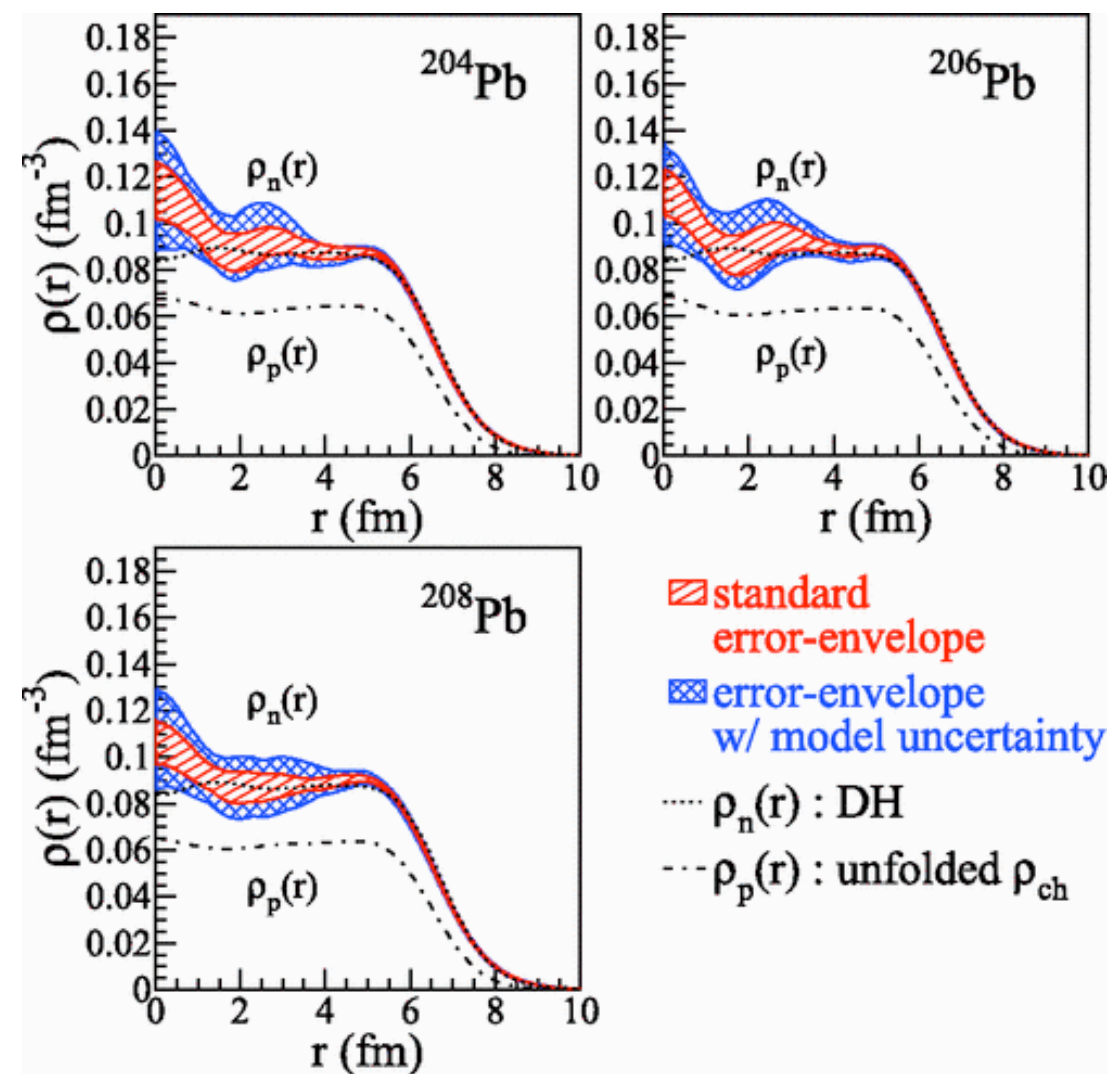 ρ(r) (fm⁻³)
0.18
0.16
0.14
0.12
0.1
0.08
0.06
0.04
0.02
0
²⁰⁴Pb
ρₙ(r)
ρₚ(r)
0 2 4 6 8 10
r (fm)
0.18
0.16
0.14
0.12
0.1
0.08
0.06
0.04
0.02
0
²⁰⁶Pb
ρₙ(r)
ρₚ(r)
0 2 4 6 8 10
r (fm)
ρ(r) (fm⁻³)
0.18
0.16
0.14
0.12
0.1
0.08
0.06
0.04
0.02
0
²⁰⁸Pb
ρₙ(r)
ρₚ(r)
0 2 4 6 8 10
r (fm)
standard
error-envelope
error-envelope
w/ model uncertainty
ρₙ(r) : DH
ρₚ(r) : unfolded ρ_ch